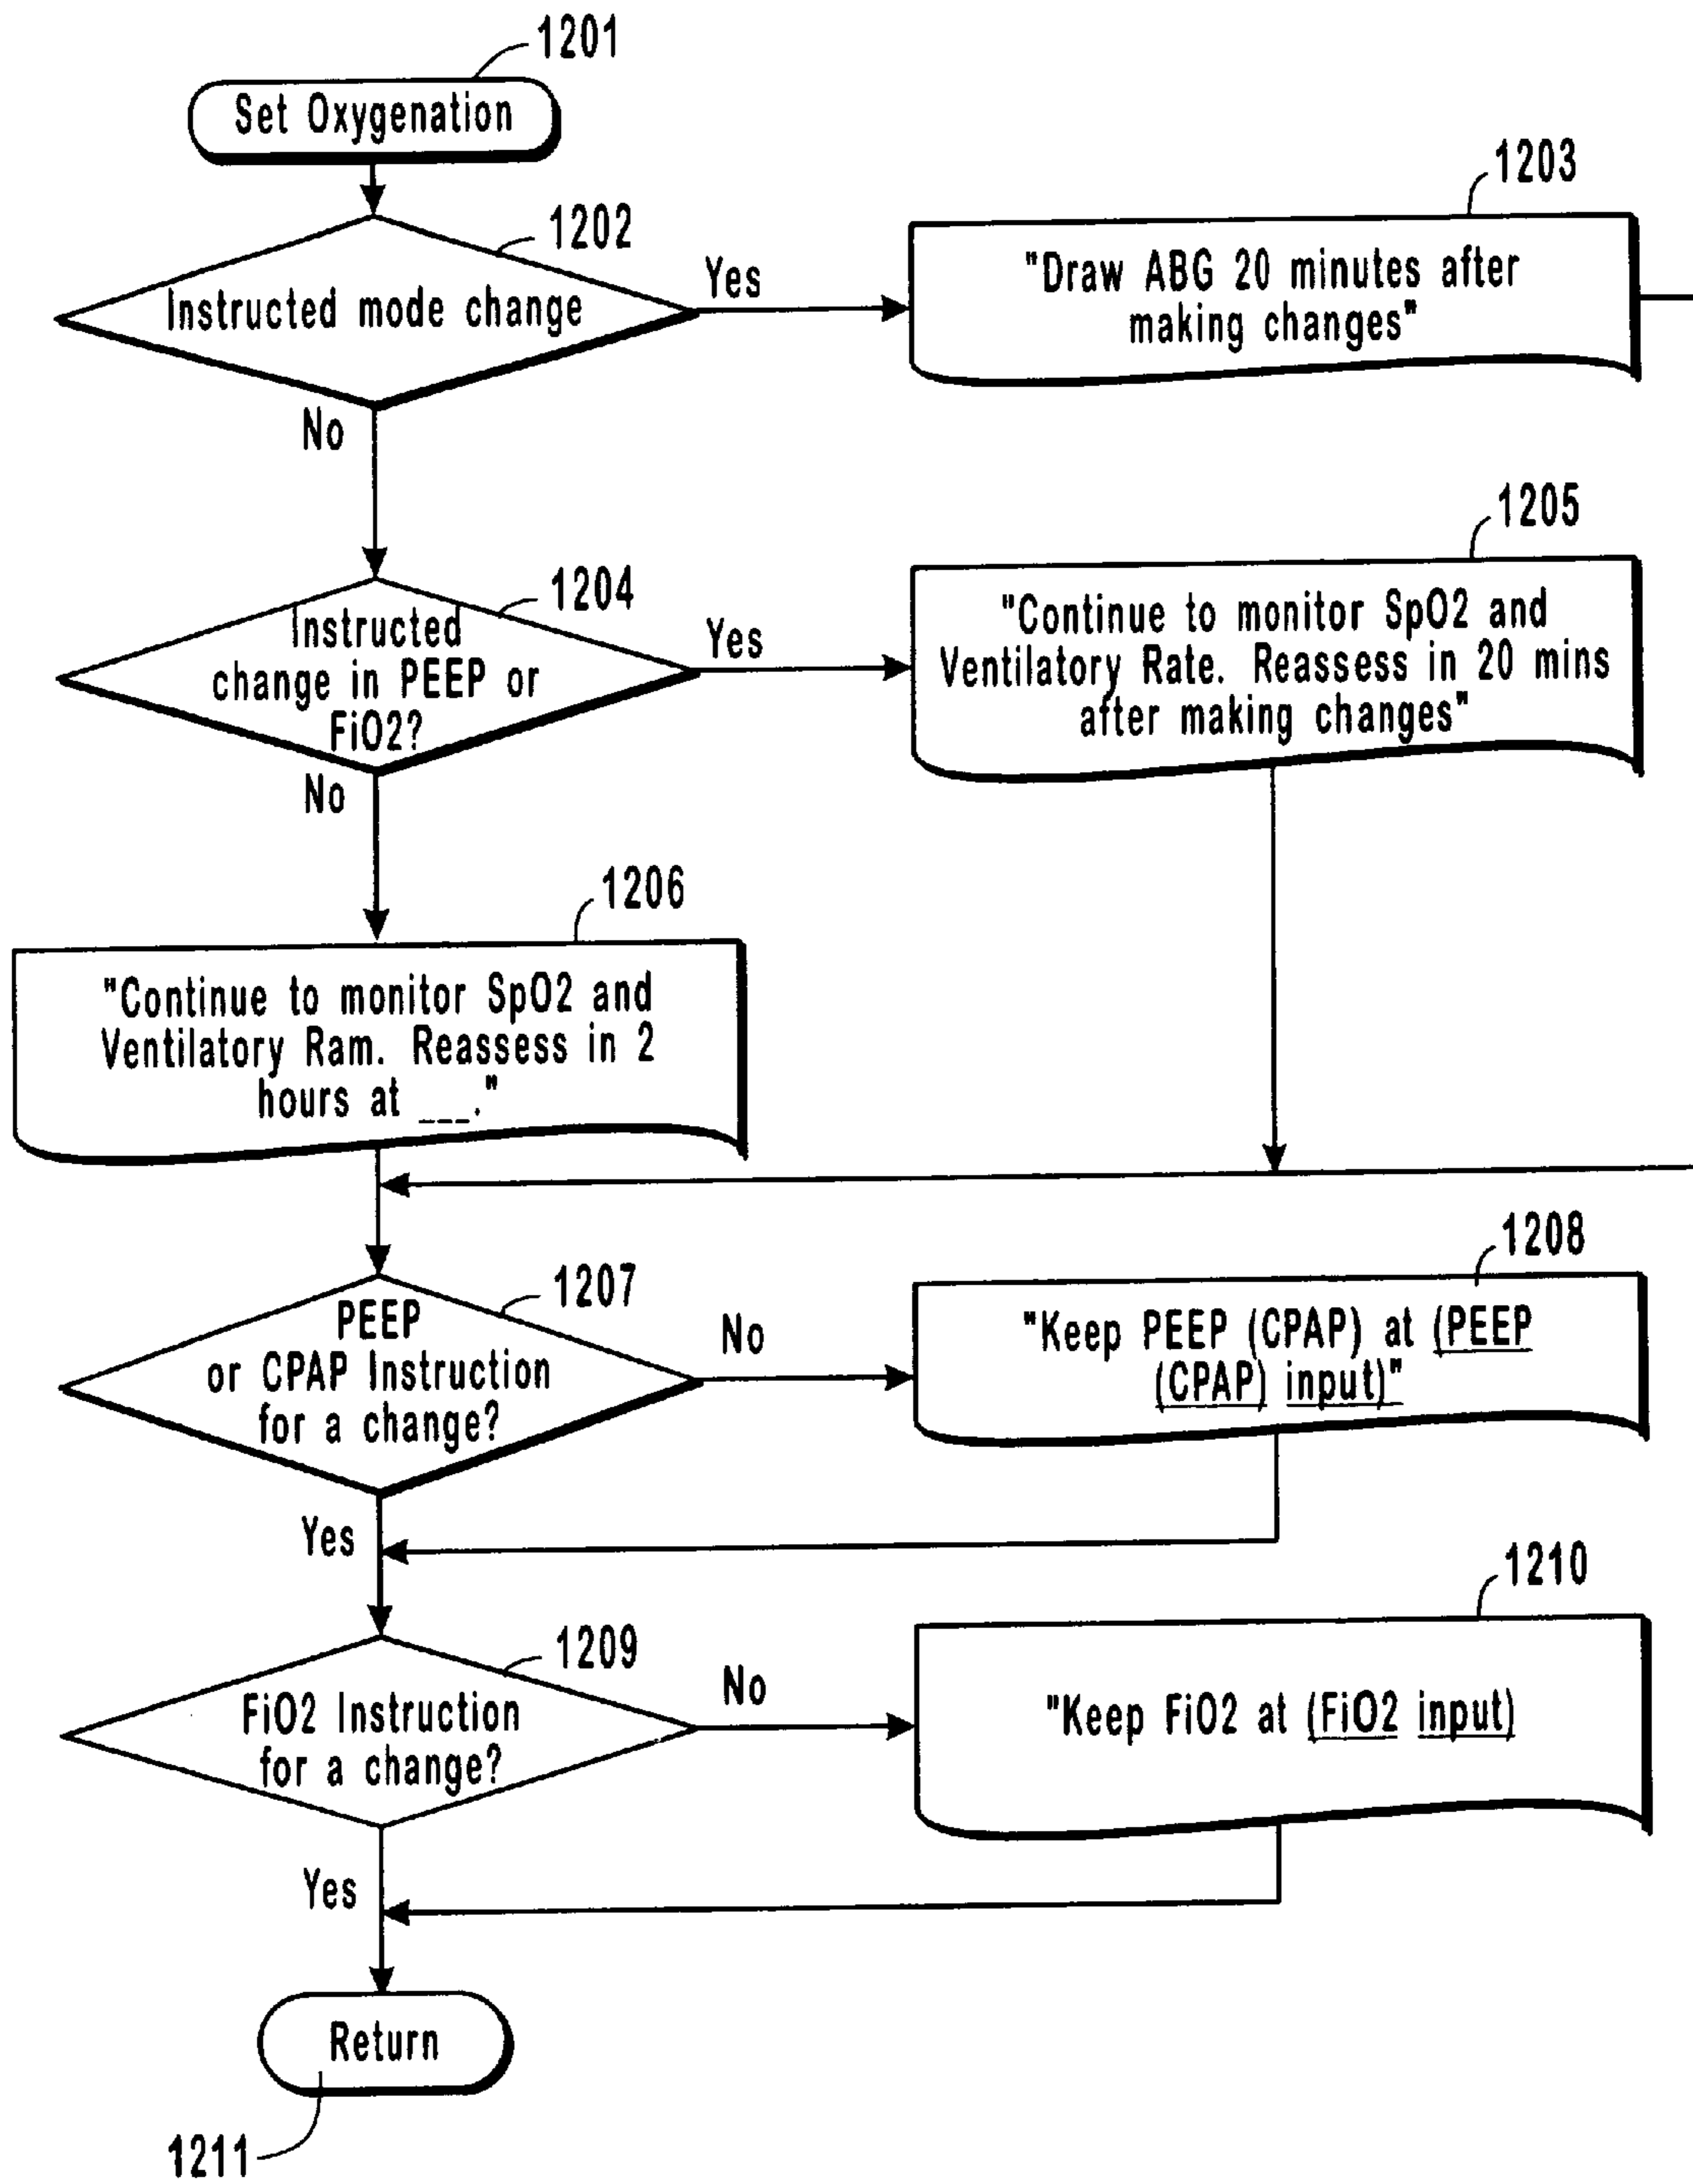 1201
Set Oxygenation
1202
Instructed mode change
Yes
No
1203
"Draw ABG 20 minutes after
making changes"
1204
Instructed
change in PEEP or
FiO2?
Yes
No
1205
"Continue to monitor SpO2 and
Ventilatory Rate. Reassess in 20 mins
after making changes"
1206
"Continue to monitor SpO2 and
Ventilatory Ram. Reassess in 2
hours at ___."
1207
PEEP
or CPAP Instruction
for a change?
No
Yes
1208
"Keep PEEP (CPAP) at (PEEP
(CPAP) input)"
1209
FiO2 Instruction
for a change?
No
Yes
1210
"Keep FiO2 at (FiO2 input)
Return
1211